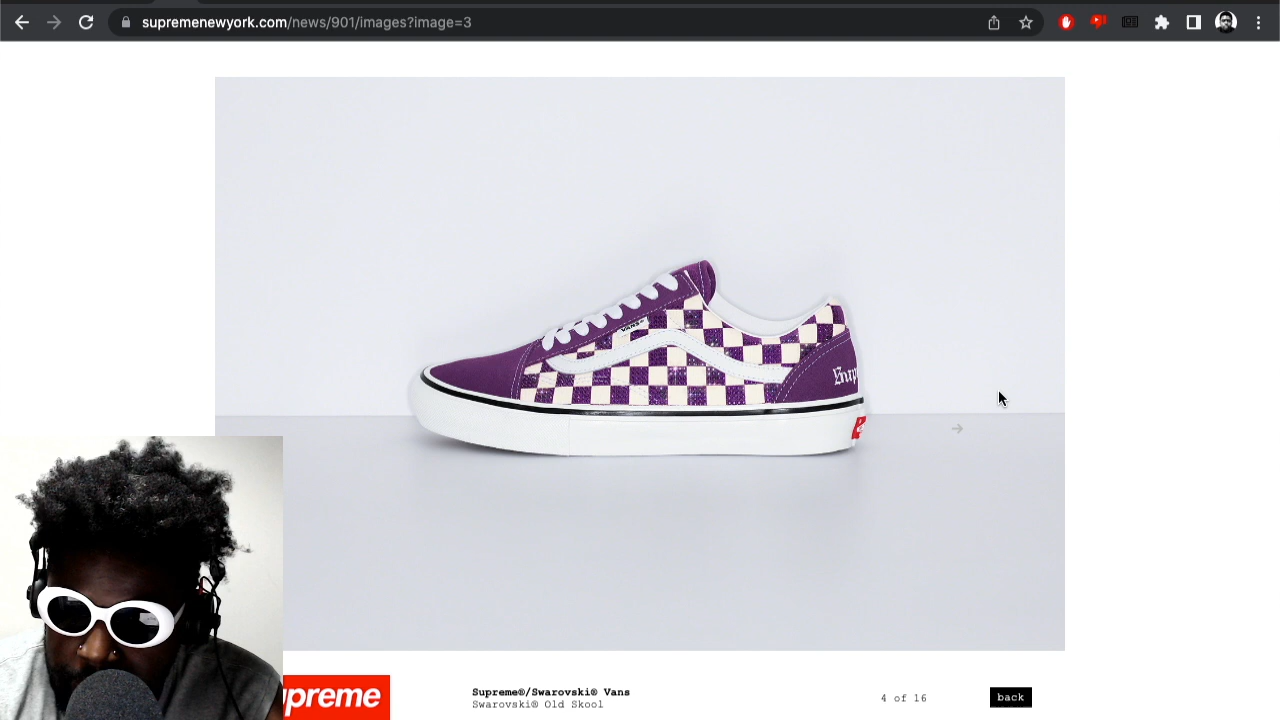 supremenewyork.com/news/901/images?image=3
VANS
Sup
upreme
Supreme®/Swarovski® Vans
Swarovski® Old Skool
4 of 16
back